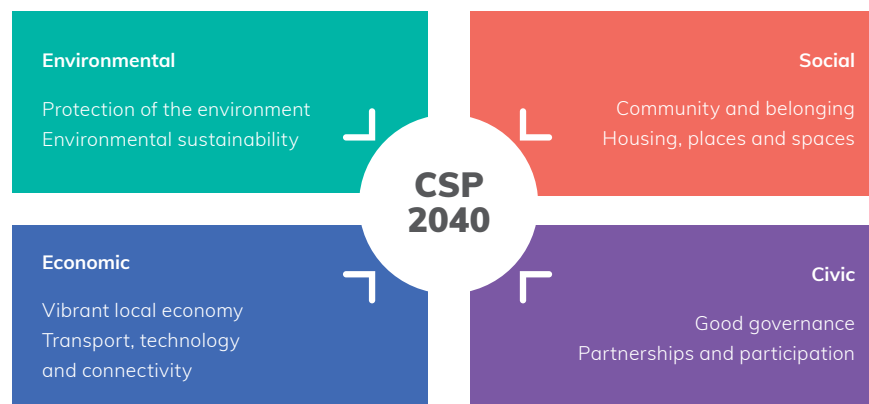 Environmental
Protection of the environment
Environmental sustainability
Social
Community and belonging
Housing, places and spaces
CSP
2040
Economic
Vibrant local economy
Transport, technology
and connectivity
Civic
Good governance
Partnerships and participation